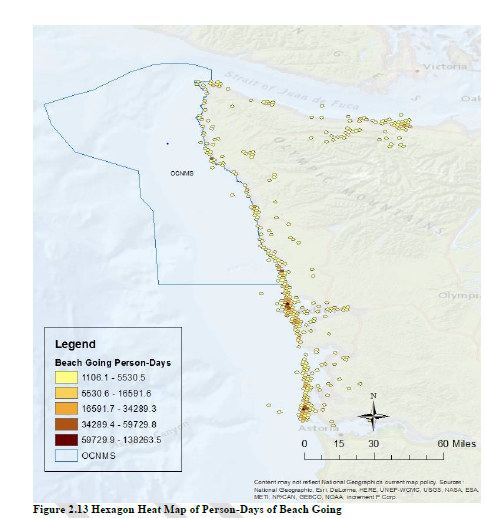 Victoria
Strait of Juan de Fuca
Oak
OLYMPIC MOUNTAINS
OCNMS
Olympi
Legend
Beach Going Person-Days
1106.1 - 5530.5
5530.6 - 16591.6
16591.7 - 34289.3
34289.4 - 59729.8
59729.9 - 138263.5
OCNMS
N
Astoria
0 15 30 60 Miles
Content may not reflect National Geographic's current map policy. Sources:
National Geographic, Esri, DeLorme, HERE, UNEP-WCMC, USGS, NASA, ESA,
METI, NRCAN, GEBCO, NOAA, increment P Corp.
Figure 2.13 Hexagon Heat Map of Person-Days of Beach Going